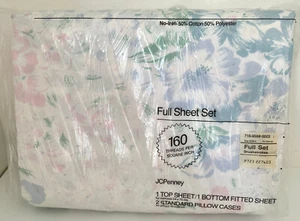 No-Iron 50% Cotton 50% Polyester
Full Sheet Set
160
THREADS PER
SQUARE INCH
Full Set
JCPenney
1 TOP SHEET/1 BOTTOM FITTED SHEET
2 STANDARD PILLOW CASES